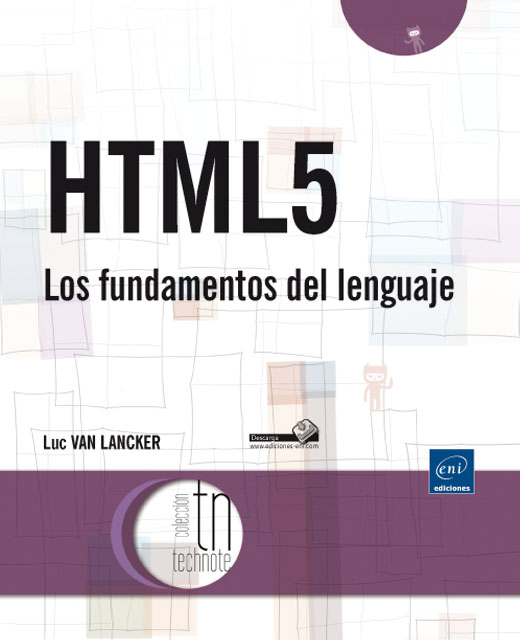 HTML5
Los fundamentos del lenguaje
Luc VAN LANCKER
Descarga
www.ediciones-eni.com
eni
ediciones
colección
tn
technote